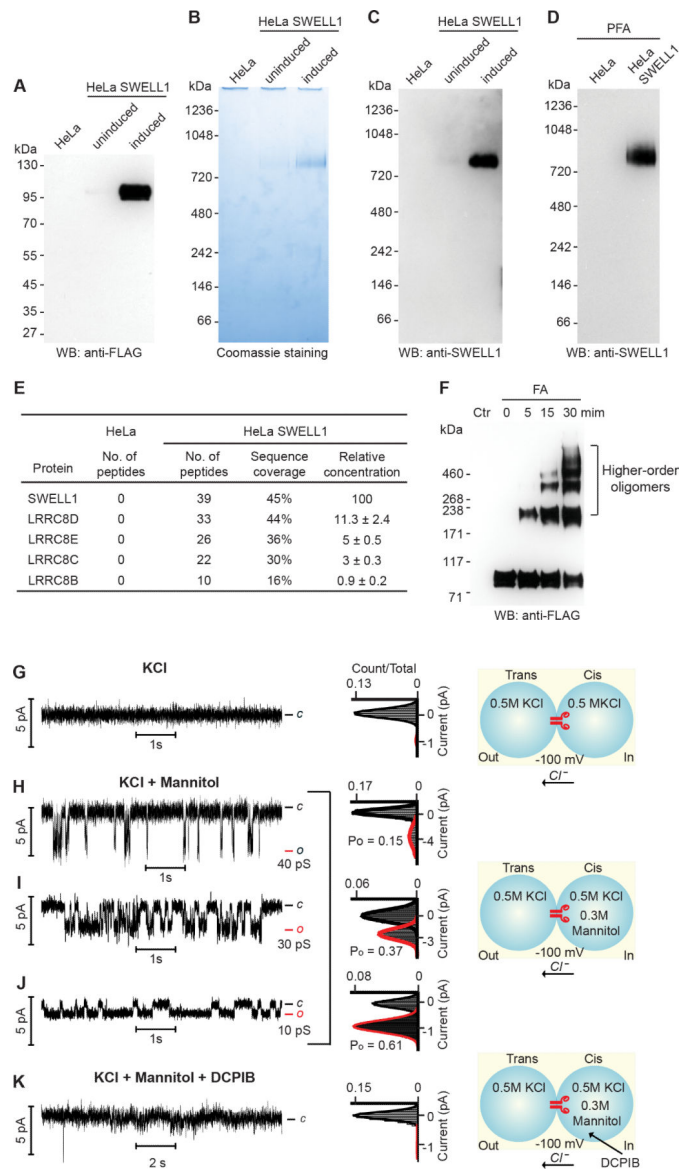 A
HeLa SWELL1
HeLa
uninduced
induced
kDa
130
95
70
55
45
35
27
WB: anti-FLAG
B
HeLa SWELL1
HeLa
uninduced
induced
kDa
1236
1048
720
480
242
146
66
Coomassie staining
C
HeLa SWELL1
HeLa
uninduced
induced
kDa
1236
1048
720
480
242
146
66
WB: anti-SWELL1
D
PFA
HeLa
HeLa
SWELL1
kDa
1236
1048
720
480
242
146
66
WB: anti-SWELL1
E
HeLa HeLa SWELL1
Protein No. of peptides No. of peptides Sequence coverage Relative concentration
SWELL1 0 39 45% 100
LRRC8D 0 33 44% 11.3 ± 2.4
LRRC8E 0 26 36% 5 ± 0.5
LRRC8C 0 22 30% 3 ± 0.3
LRRC8B 0 10 16% 0.9 ± 0.2
F
FA
Ctr 0 5 15 30 mim
kDa
460
268
238
171
117
71
Higher-order
oligomers
WB: anti-FLAG
G
KCl
5 pA
c
1s
Count/Total
0.13 0
0
-1
Current (pA)
Trans Cis
0.5M KCl 0.5 MKCl
Out -100 mV In
Cl⁻
H
KCl + Mannitol
5 pA
c
o
40 pS
1s
0.17 0
0
-4
Po = 0.15
Current (pA)
I
5 pA
c
o
30 pS
1s
0.06 0
0
-3
Po = 0.37
Current (pA)
Trans Cis
0.5M KCl 0.5M KCl
0.3M
Mannitol
Out -100 mV In
Cl⁻
J
5 pA
c
o
10 pS
1s
0.08 0
0
-1
Po = 0.61
Current (pA)
K
KCl + Mannitol + DCPIB
5 pA
c
2 s
0.15 0
0
-1
Current (pA)
Trans Cis
0.5M KCl 0.5M KCl
0.3M
Mannitol
Out -100 mV In
Cl⁻
DCPIB